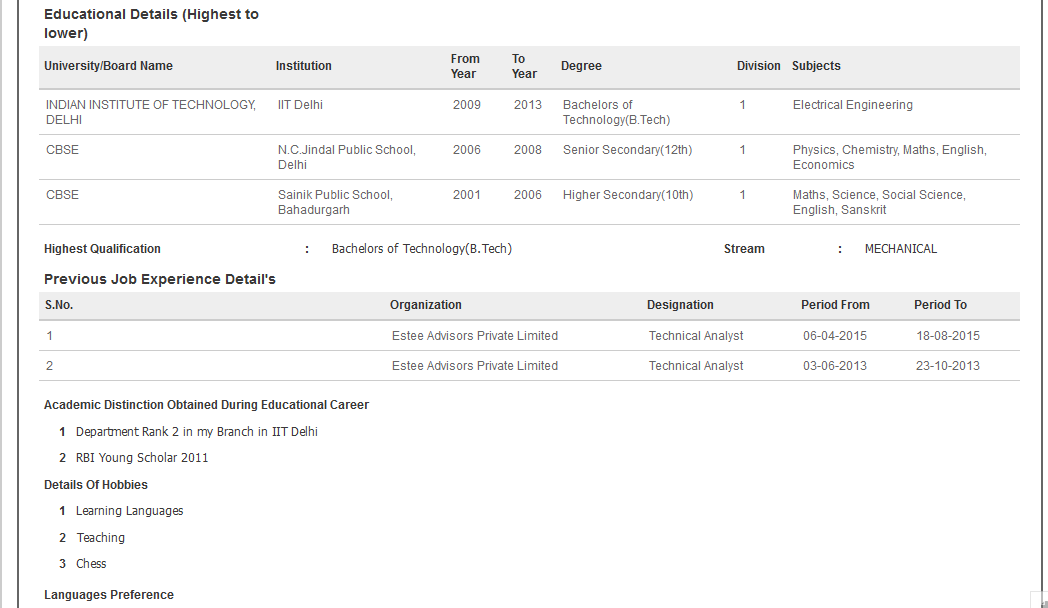 Educational Details (Highest to
lower)
University/Board Name Institution From Year To Year Degree Division Subjects
INDIAN INSTITUTE OF TECHNOLOGY, IIT Delhi 2009 2013 Bachelors of 1 Electrical Engineering
DELHI Technology(B.Tech)
CBSE N.C.Jindal Public School, 2006 2008 Senior Secondary(12th) 1 Physics, Chemistry, Maths, English,
Delhi Economics
CBSE Sainik Public School, 2001 2006 Higher Secondary(10th) 1 Maths, Science, Social Science,
Bahadurgarh English, Sanskrit
Highest Qualification : Bachelors of Technology(B.Tech) Stream : MECHANICAL
Previous Job Experience Detail's
S.No. Organization Designation Period From Period To
1 Estee Advisors Private Limited Technical Analyst 06-04-2015 18-08-2015
2 Estee Advisors Private Limited Technical Analyst 03-06-2013 23-10-2013
Academic Distinction Obtained During Educational Career
1 Department Rank 2 in my Branch in IIT Delhi
2 RBI Young Scholar 2011
Details Of Hobbies
1 Learning Languages
2 Teaching
3 Chess
Languages Preference